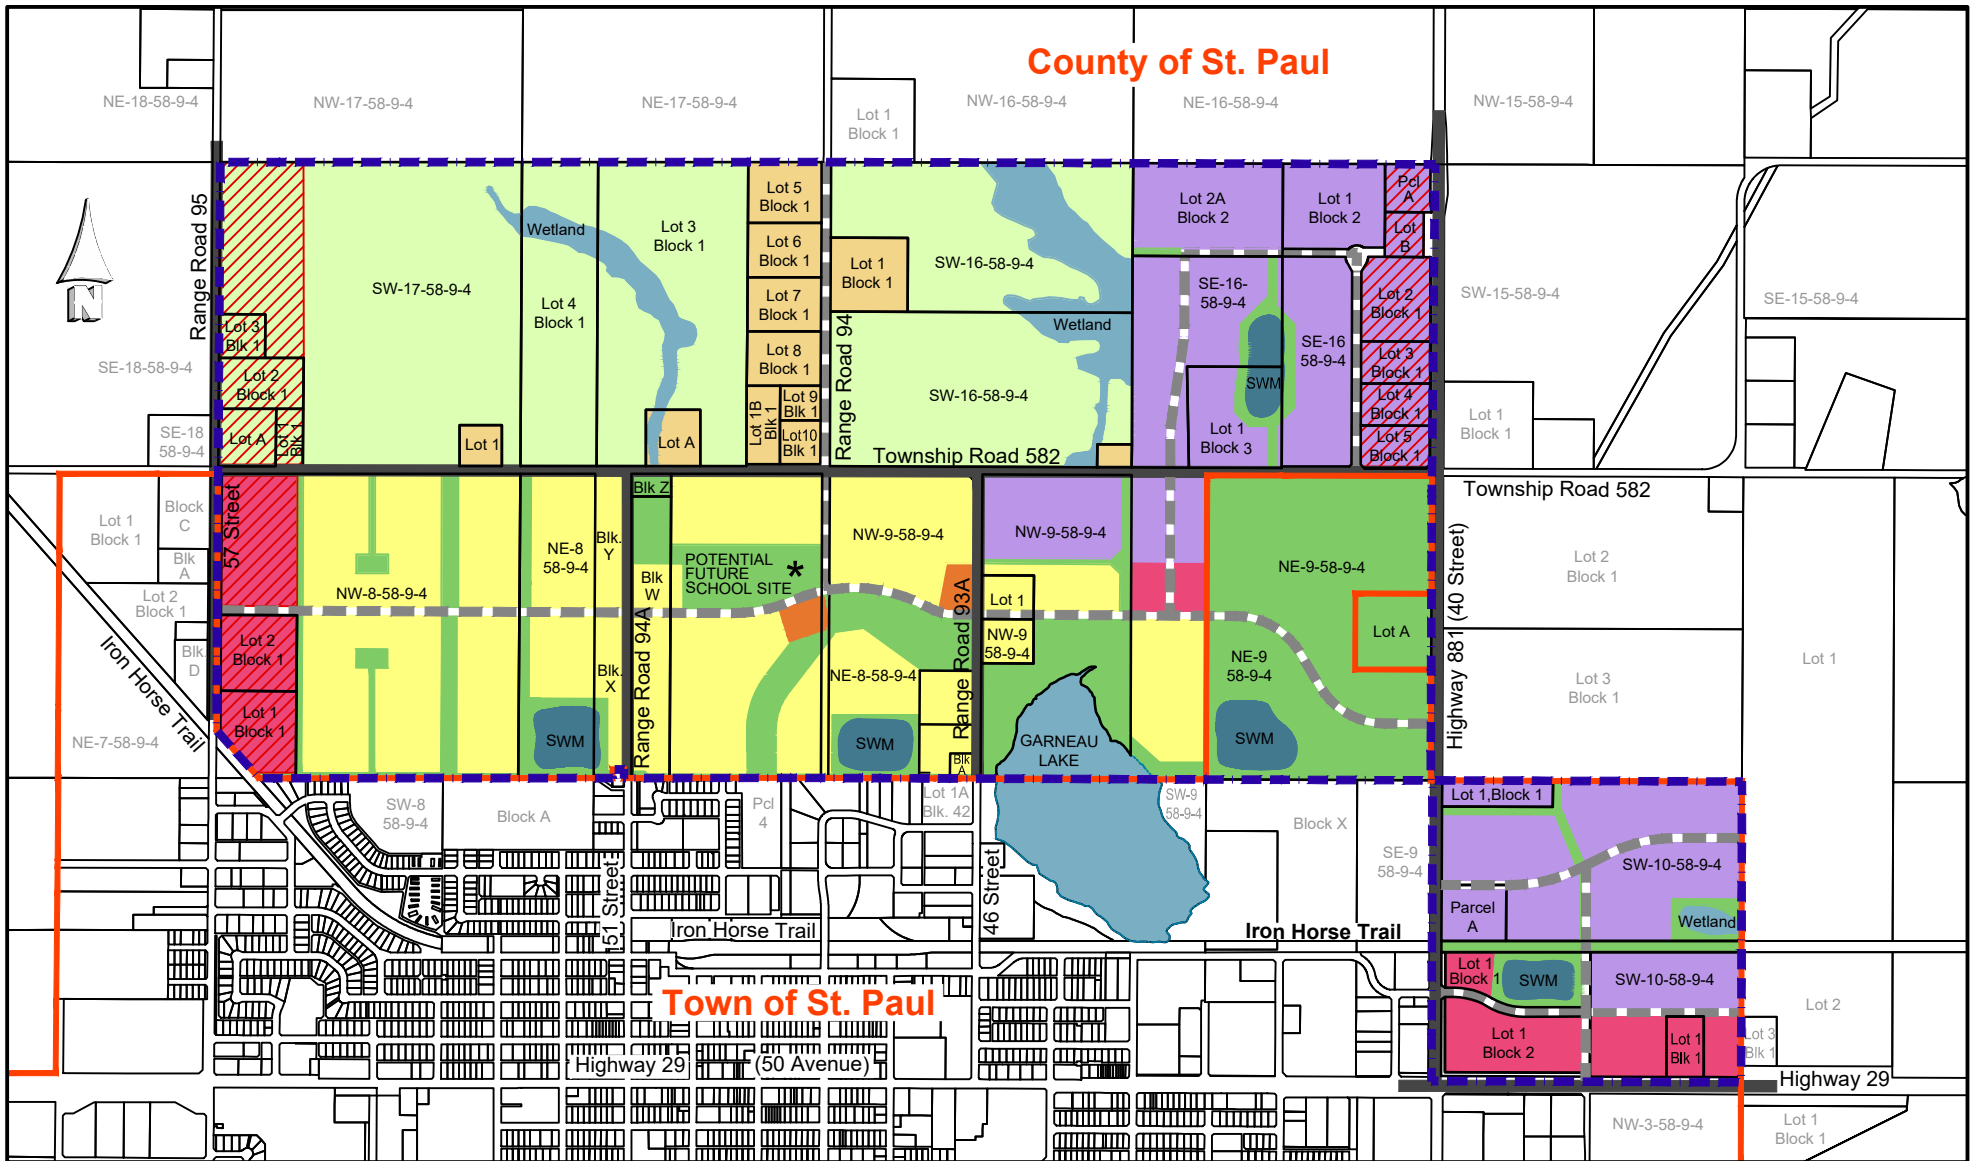 County of St. Paul
NE-18-58-9-4
NW-17-58-9-4
NE-17-58-9-4
Lot 1
Block 1
NW-16-58-9-4
NE-16-58-9-4
NW-15-58-9-4
Range Road 95
N
SE-18-58-9-4
SE-18
58-9-4
Lot 3
Blk 1
Lot 2
Block 1
Lot A
Lot 1
Blk 1
SW-17-58-9-4
Lot 1
Wetland
Lot 4
Block 1
Lot 3
Block 1
Lot A
Lot 5
Block 1
Lot 6
Block 1
Lot 7
Block 1
Lot 8
Block 1
Lot 1B
Blk 1
Lot 9
Blk 1
Lot10
Blk 1
Range Road 94
Lot 1
Block 1
SW-16-58-9-4
Wetland
SW-16-58-9-4
Township Road 582
Lot 2A
Block 2
Lot 1
Block 2
Pcl
A
Lot
B
SE-16-
58-9-4
SE-16
58-9-4
SWM
Lot 1
Block 3
Lot 2
Block 1
Lot 3
Block 1
Lot 4
Block 1
Lot 5
Block 1
SW-15-58-9-4
SE-15-58-9-4
Lot 1
Block 1
Township Road 582
Lot 1
Block 1
Block
C
Blk
A
Lot 2
Block 1
Blk.
D
NE-7-58-9-4
Iron Horse Trail
57 Street
Lot 2
Block 1
Lot 1
Block 1
NW-8-58-9-4
NE-8
58-9-4
Blk.
Y
Blk.
X
SWM
Range Road 94A
Blk Z
Blk
W
POTENTIAL
FUTURE
SCHOOL SITE
*
NW-9-58-9-4
NE-8-58-9-4
SWM
Blk
A
Range Road 93A
NW-9-58-9-4
Lot 1
NW-9
58-9-4
GARNEAU
LAKE
NE-9-58-9-4
Lot A
NE-9
58-9-4
SWM
Highway 881 (40 Street)
Lot 2
Block 1
Lot 3
Block 1
Lot 1
SW-8
58-9-4
Block A
Pcl
4
Lot 1A
Blk. 42
SW-9
58-9-4
Block X
SE-9
58-9-4
Lot 1,Block 1
SW-10-58-9-4
Parcel
A
Wetland
51 Street
46 Street
Iron Horse Trail
Iron Horse Trail
Lot 1
Block 1
SWM
SW-10-58-9-4
Lot 2
Town of St. Paul
Lot 1
Block 2
Lot 1
Blk 1
Lot 3
Blk 1
Highway 29
(50 Avenue)
Highway 29
NW-3-58-9-4
Lot 1
Block 1